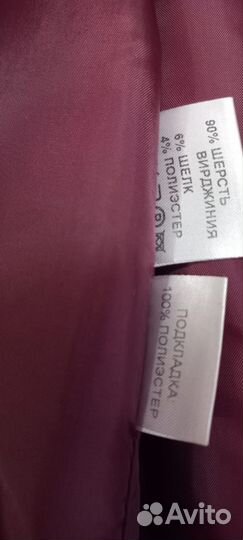 90% ШЕРСТЬ
ВИРДЖИНИЯ
6% ШЕЛК
4% ПОЛИЭСТЕР
ПОДКЛАДКА:
100% ПОЛИЭСТЕР
Avito